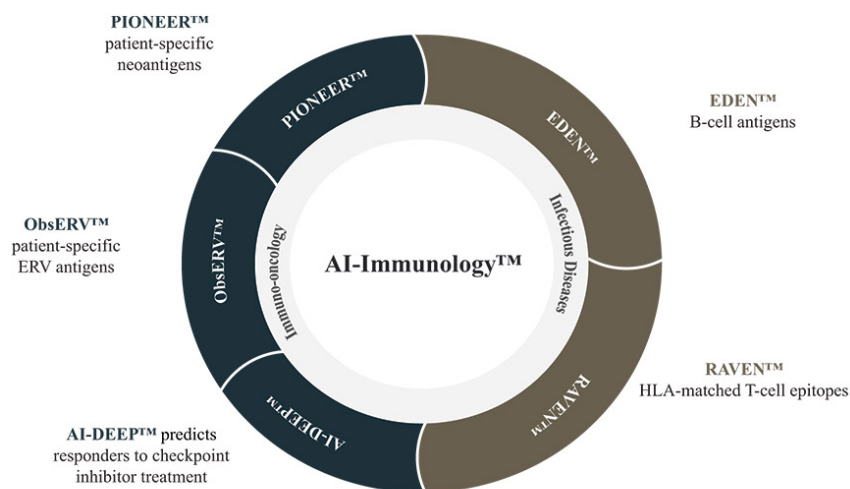 PIONEER™
patient-specific
neoantigens
PIONEER™
EDEN™
EDEN™
B-cell antigens
ObsERV™
patient-specific
ERV antigens
ObsERV™
Immuno-oncology
AI-Immunology™
Infectious Diseases
RAVEN™
RAVEN™
HLA-matched T-cell epitopes
AI-DEEP™
AI-DEEP™ predicts
responders to checkpoint
inhibitor treatment